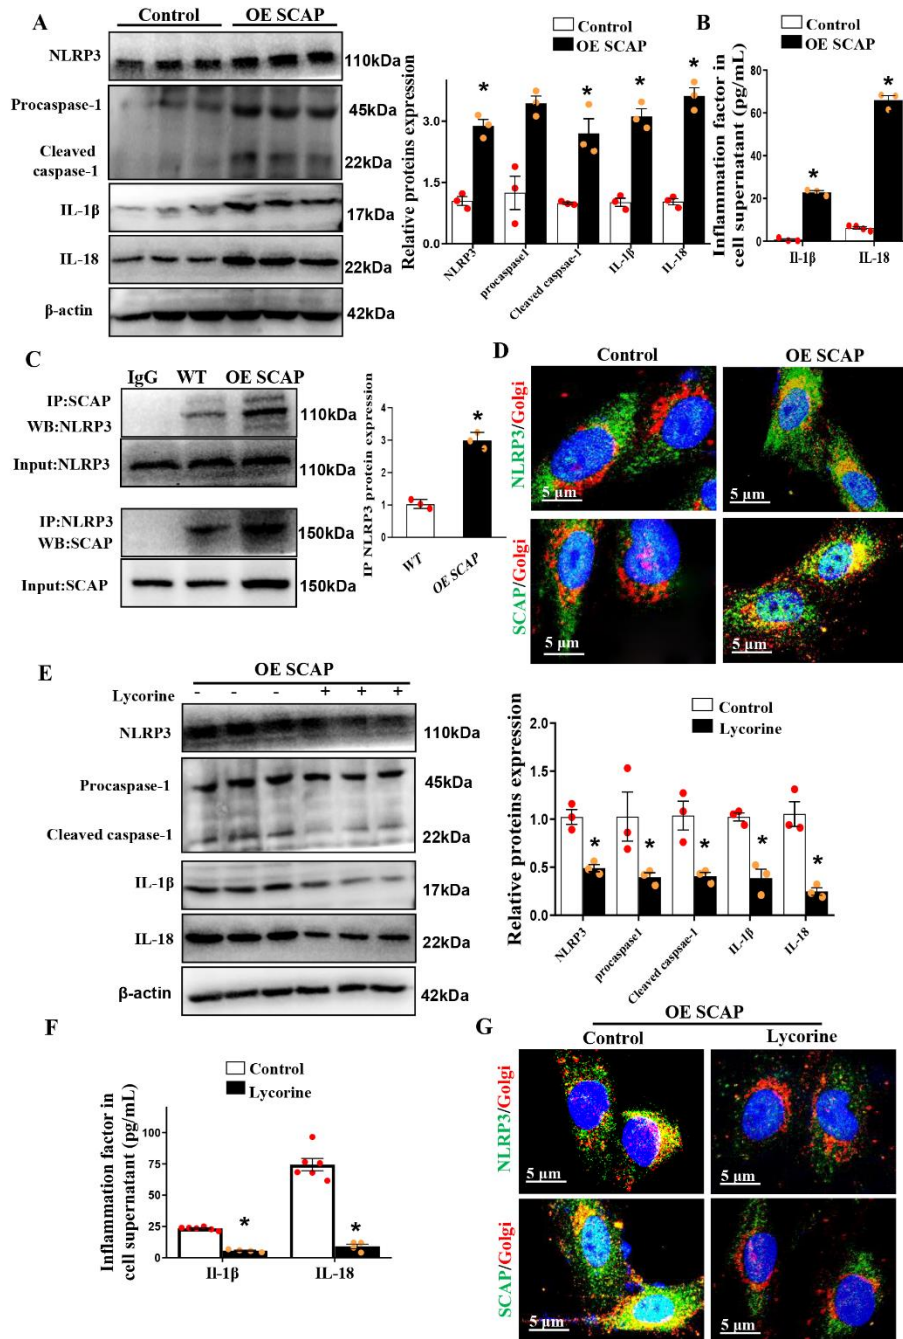 A
Control OE SCAP
NLRP3
110kDa
Procaspase-1
45kDa
Cleaved
caspase-1
22kDa
IL-1β
17kDa
IL-18
22kDa
β-actin
42kDa
Control
OE SCAP
Relative proteins expression
3.0
1.5
0.0
* * * *
NLRP3 procaspase1 Cleaved caspsae-1 IL-1β IL-18
B
Control
OE SCAP
Inflammation factor in
cell supernatant (pg/mL)
80
60
40
20
0
* *
Il-1β IL-18
C
IgG WT OE SCAP
IP:SCAP
WB:NLRP3
110kDa
Input:NLRP3
110kDa
IP:NLRP3
WB:SCAP
150kDa
Input:SCAP
150kDa
IP NLRP3 protein expression
4
3
2
1
0
*
WT OE SCAP
D
Control OE SCAP
NLRP3/Golgi
5 μm 5 μm
SCAP/Golgi
5 μm 5 μm
E
OE SCAP
Lycorine - - - + + +
NLRP3
110kDa
Procaspase-1
45kDa
Cleaved caspase-1
22kDa
IL-1β
17kDa
IL-18
22kDa
β-actin
42kDa
Control
Lycorine
Relative proteins expression
2.0
1.5
1.0
0.5
0.0
* * * * *
NLRP3 procaspase1 Cleaved caspsae-1 IL-1β IL-18
F
Control
Lycorine
Inflammation factor in
cell supernatant (pg/mL)
100
75
50
25
0
* *
Il-1β IL-18
G
OE SCAP
Control Lycorine
NLRP3/Golgi
5 μm 5 μm
SCAP/Golgi
5 μm 5 μm